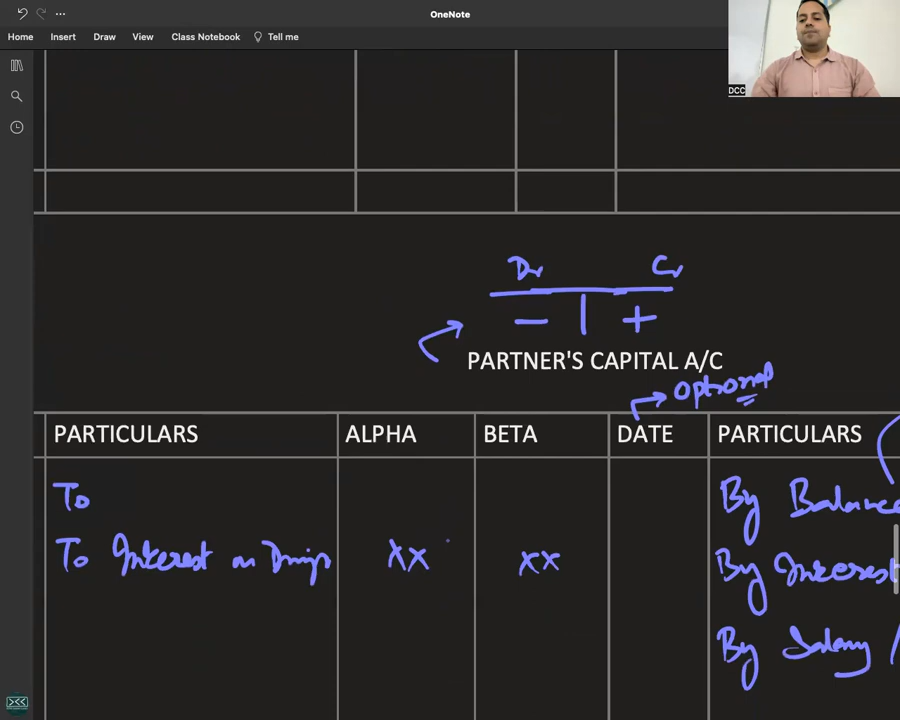 OneNote
Home Insert Draw View Class Notebook Tell me
DCC
Dr Cr
- +
PARTNER'S CAPITAL A/C
Optional
PARTICULARS ALPHA BETA DATE PARTICULARS
To By Balance
To Interest on Drwngs XX XX By Interest
By Salary /